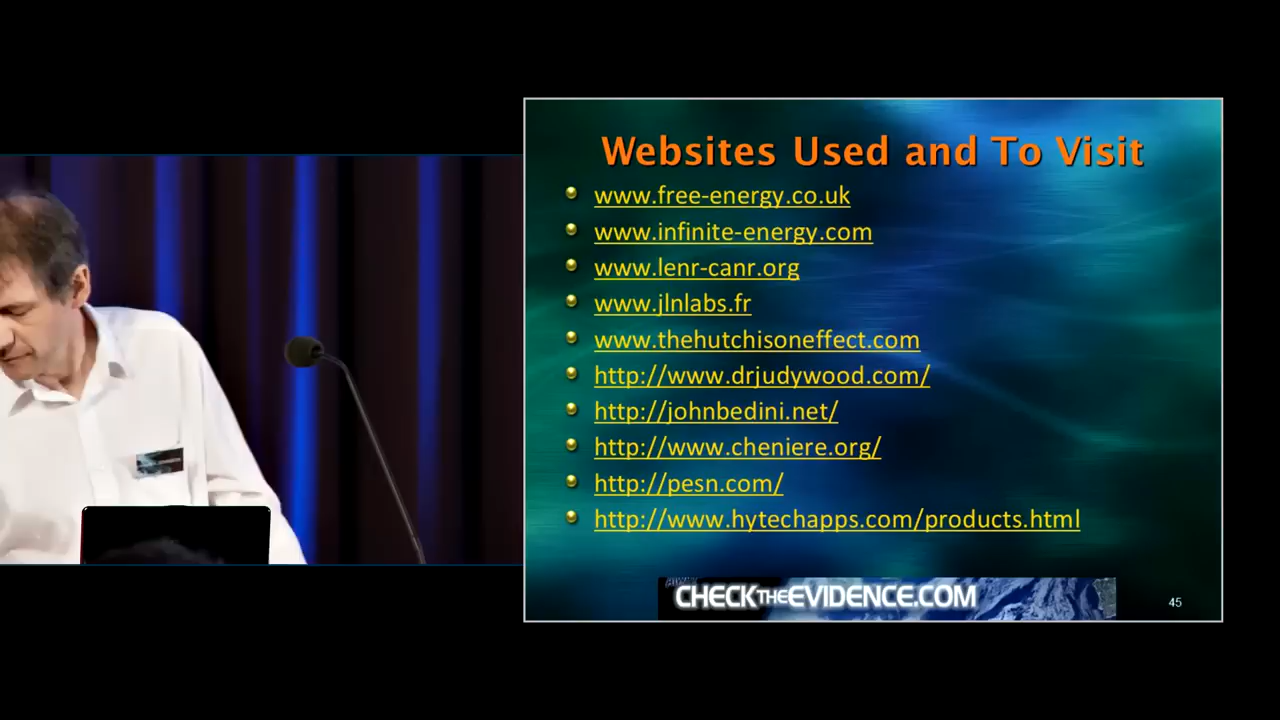 Websites Used and To Visit
www.free-energy.co.uk
www.infinite-energy.com
www.lenr-canr.org
www.jlnlabs.fr
www.thehutchisoneffect.com
http://www.drjudywood.com/
http://johnbedini.net/
http://www.cheniere.org/
http://pesn.com/
http://www.hytechapps.com/products.html
CHECKTHEEVIDENCE.COM
45